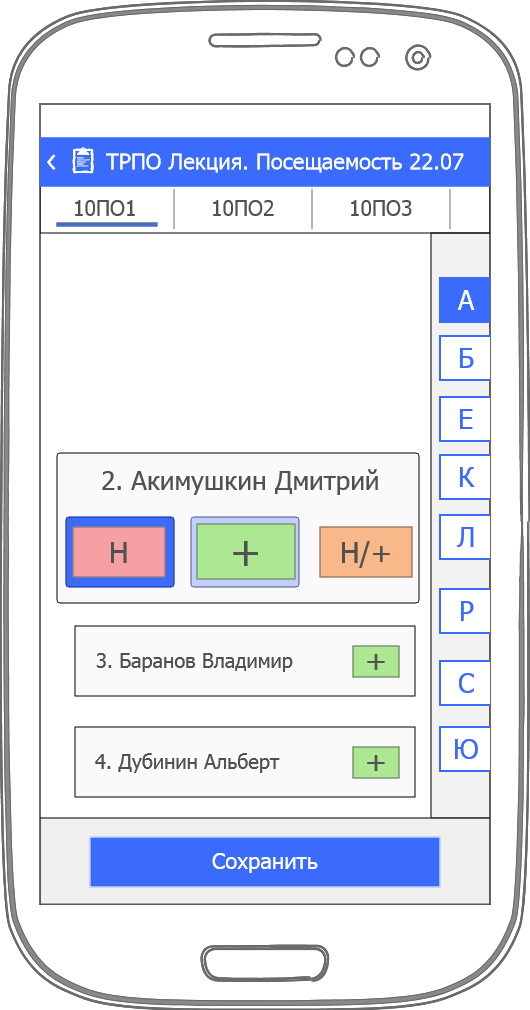 ТРПО Лекция. Посещаемость 22.07
10ПО1 10ПО2 10ПО3
А
Б
Е
К
Л
Р
С
Ю
2. Акимушкин Дмитрий
Н + Н/+
3. Баранов Владимир +
4. Дубинин Альберт +
Сохранить